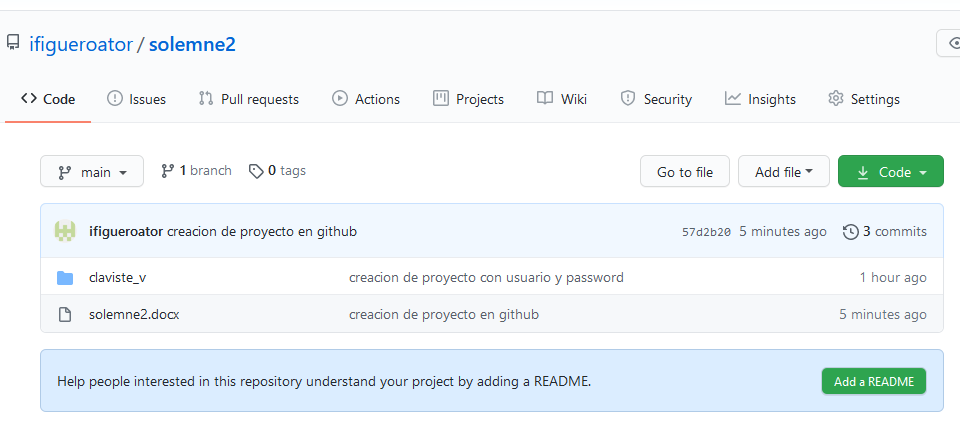 ifigueroator / solemne2
Code Issues Pull requests Actions Projects Wiki Security Insights Settings
main 1 branch 0 tags Go to file Add file Code
ifigueroator creacion de proyecto en github 57d2b20 5 minutes ago 3 commits
claviste_v creacion de proyecto con usuario y password 1 hour ago
solemne2.docx creacion de proyecto en github 5 minutes ago
Help people interested in this repository understand your project by adding a README. Add a README